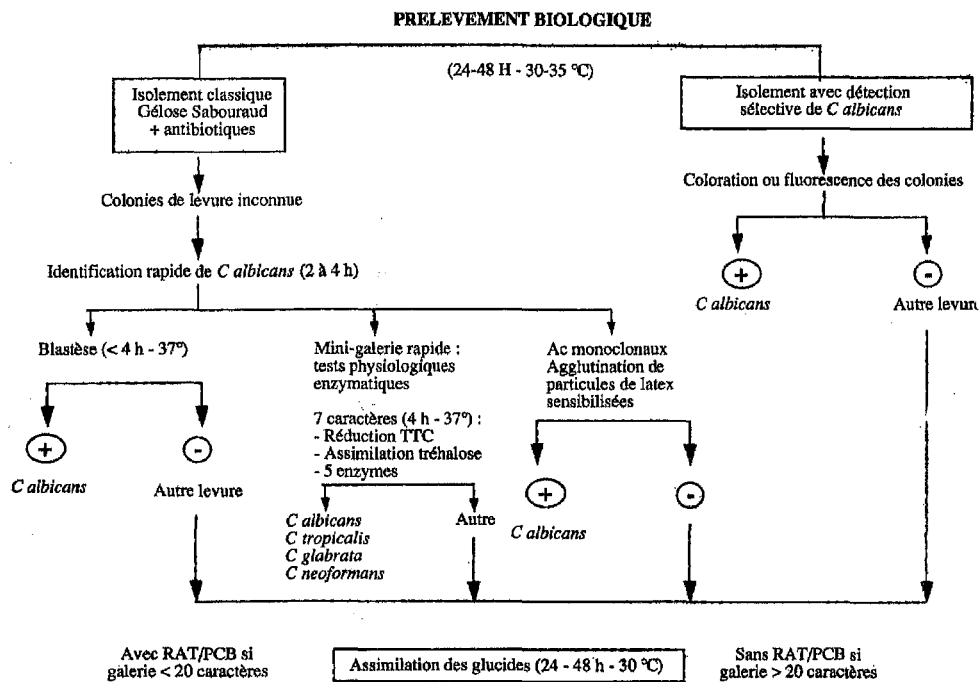 PRELEVEMENT BIOLOGIQUE
(24-48 H - 30-35 °C)
Isolement classique
Gélose Sabouraud
+ antibiotiques
Isolement avec détection
sélective de C albicans
Colonies de levure inconnue
Coloration ou fluorescence des colonies
Identification rapide de C albicans (2 à 4 h)
+
-
C albicans
Autre levure
Blastèse (< 4 h - 37°)
Mini-galerie rapide :
tests physiologiques
enzymatiques
Ac monoclonaux
Agglutination de
particules de latex
sensibilisées
7 caractères (4 h - 37°) :
- Réduction TTC
- Assimilation tréhalose
- 5 enzymes
+
-
C albicans
Autre levure
+
-
C albicans
C albicans
C tropicalis
C glabrata
C neoformans
Autre
Avec RAT/PCB si
galerie < 20 caractères
Assimilation des glucides (24 - 48 h - 30 °C)
Sans RAT/PCB si
galerie > 20 caractères